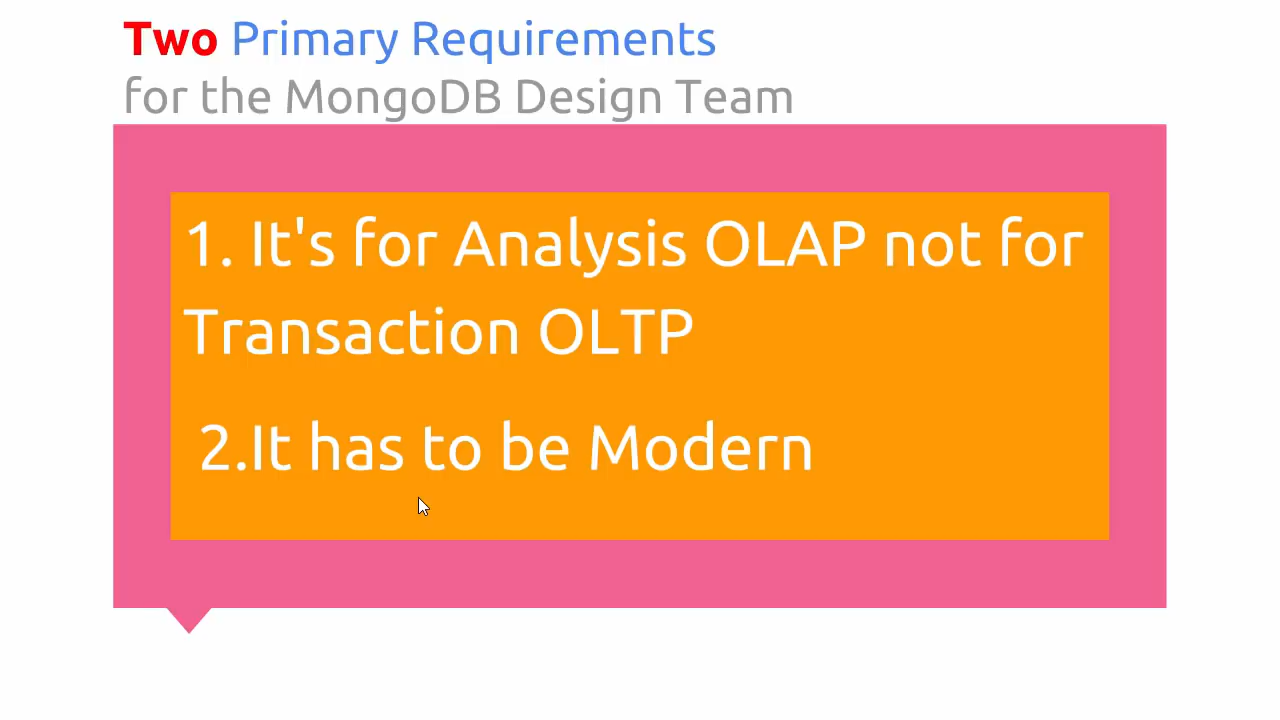 Two Primary Requirements
for the MongoDB Design Team
1. It's for Analysis OLAP not for
Transaction OLTP
2.It has to be Modern